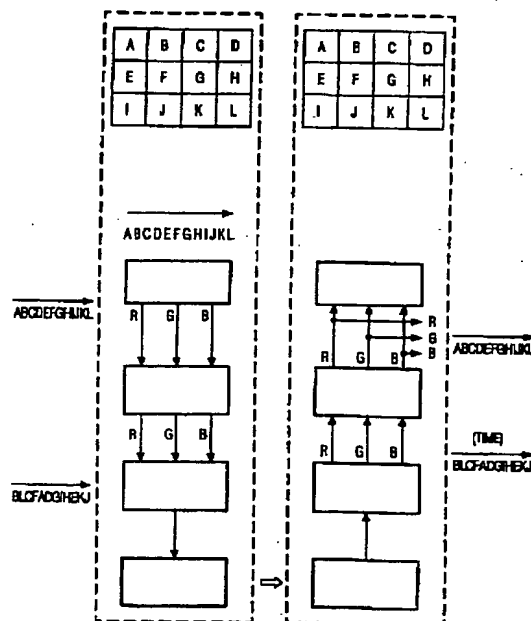 A B C D
E F G H
I J K L
A B C D
E F G H
I J K L
ABCDEFGHIJKL
ABCDEFGHIJKL
R G B
R G B
BLCFADGIHEKJ
R
G
B
ABCDEFGHIJKL
R G B
[TIME]
R G B
BLCFADGIHEKJ